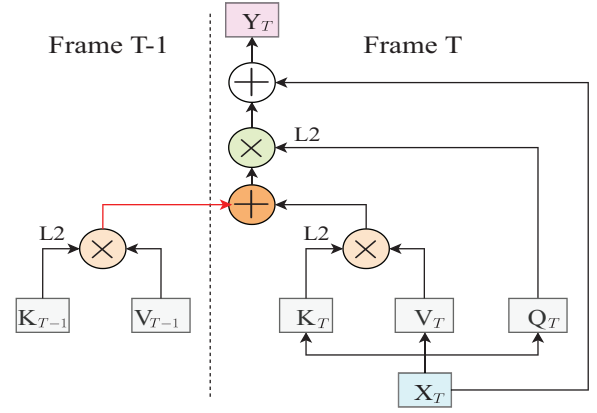 Y_T
Frame T-1
Frame T
L2
L2
L2
K_{T-1}
V_{T-1}
K_T
V_T
Q_T
X_T